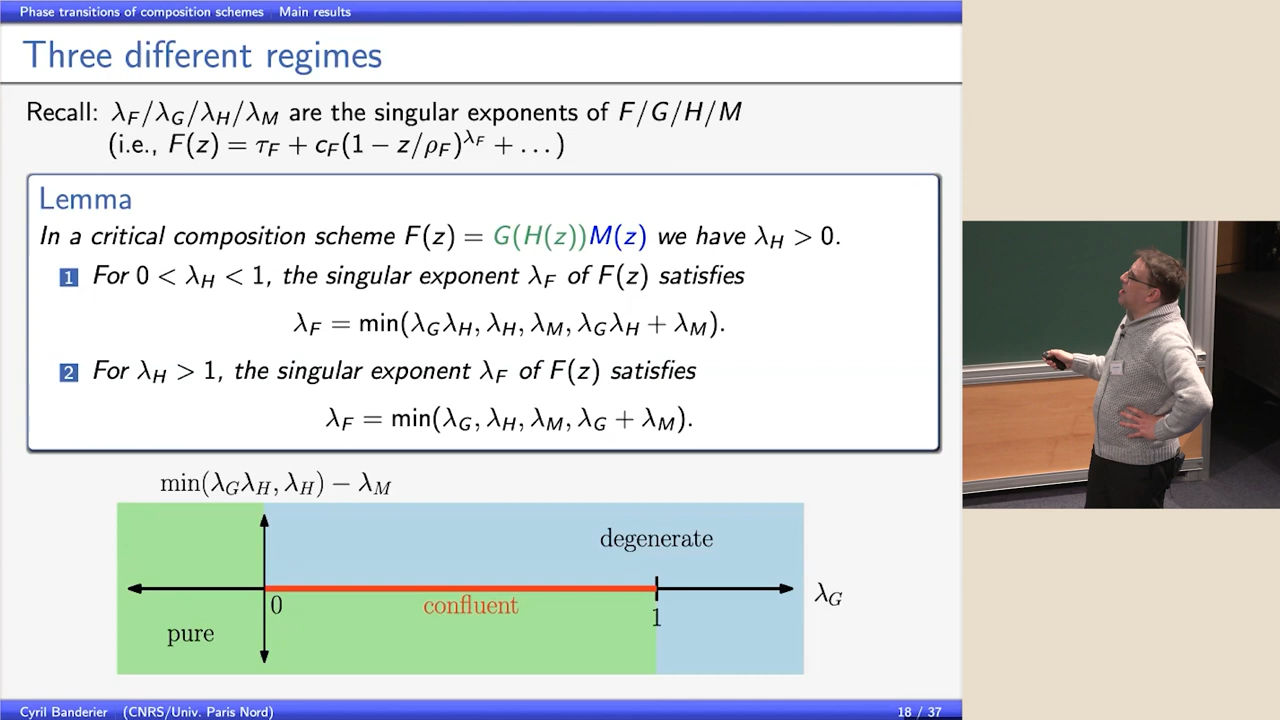 Phase transitions of composition schemes Main results
Three different regimes
Recall: λ_F/λ_G/λ_H/λ_M are the singular exponents of F/G/H/M
(i.e., F(z) = τ_F + c_F(1 − z/ρ_F)^{λ_F} + . . .)
Lemma
In a critical composition scheme F(z) = G(H(z))M(z) we have λ_H > 0.
1 For 0 < λ_H < 1, the singular exponent λ_F of F(z) satisfies
λ_F = min(λ_Gλ_H, λ_H, λ_M, λ_Gλ_H + λ_M).
2 For λ_H > 1, the singular exponent λ_F of F(z) satisfies
λ_F = min(λ_G, λ_H, λ_M, λ_G + λ_M).
min(λ_Gλ_H, λ_H) − λ_M
degenerate
0
confluent
1
λ_G
pure
Cyril Banderier (CNRS/Univ. Paris Nord) 18 / 37